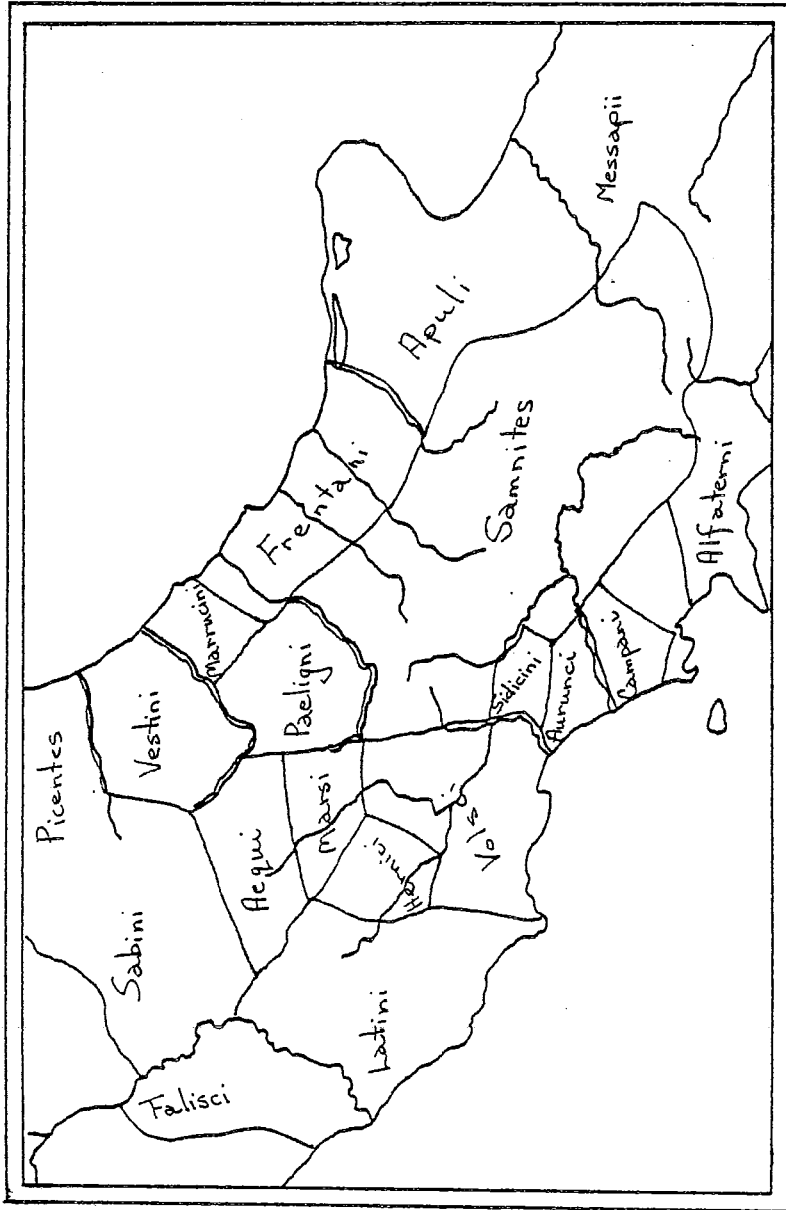 Picentes
Sabini
Vestini
Marrucini
Aequi
Falisci
Paeligni
Frentani
Marsi
Hernici
Latini
Volsci
Apuli
Samnites
Sidicini
Aurunci
Campani
Alfaterni
Messapii